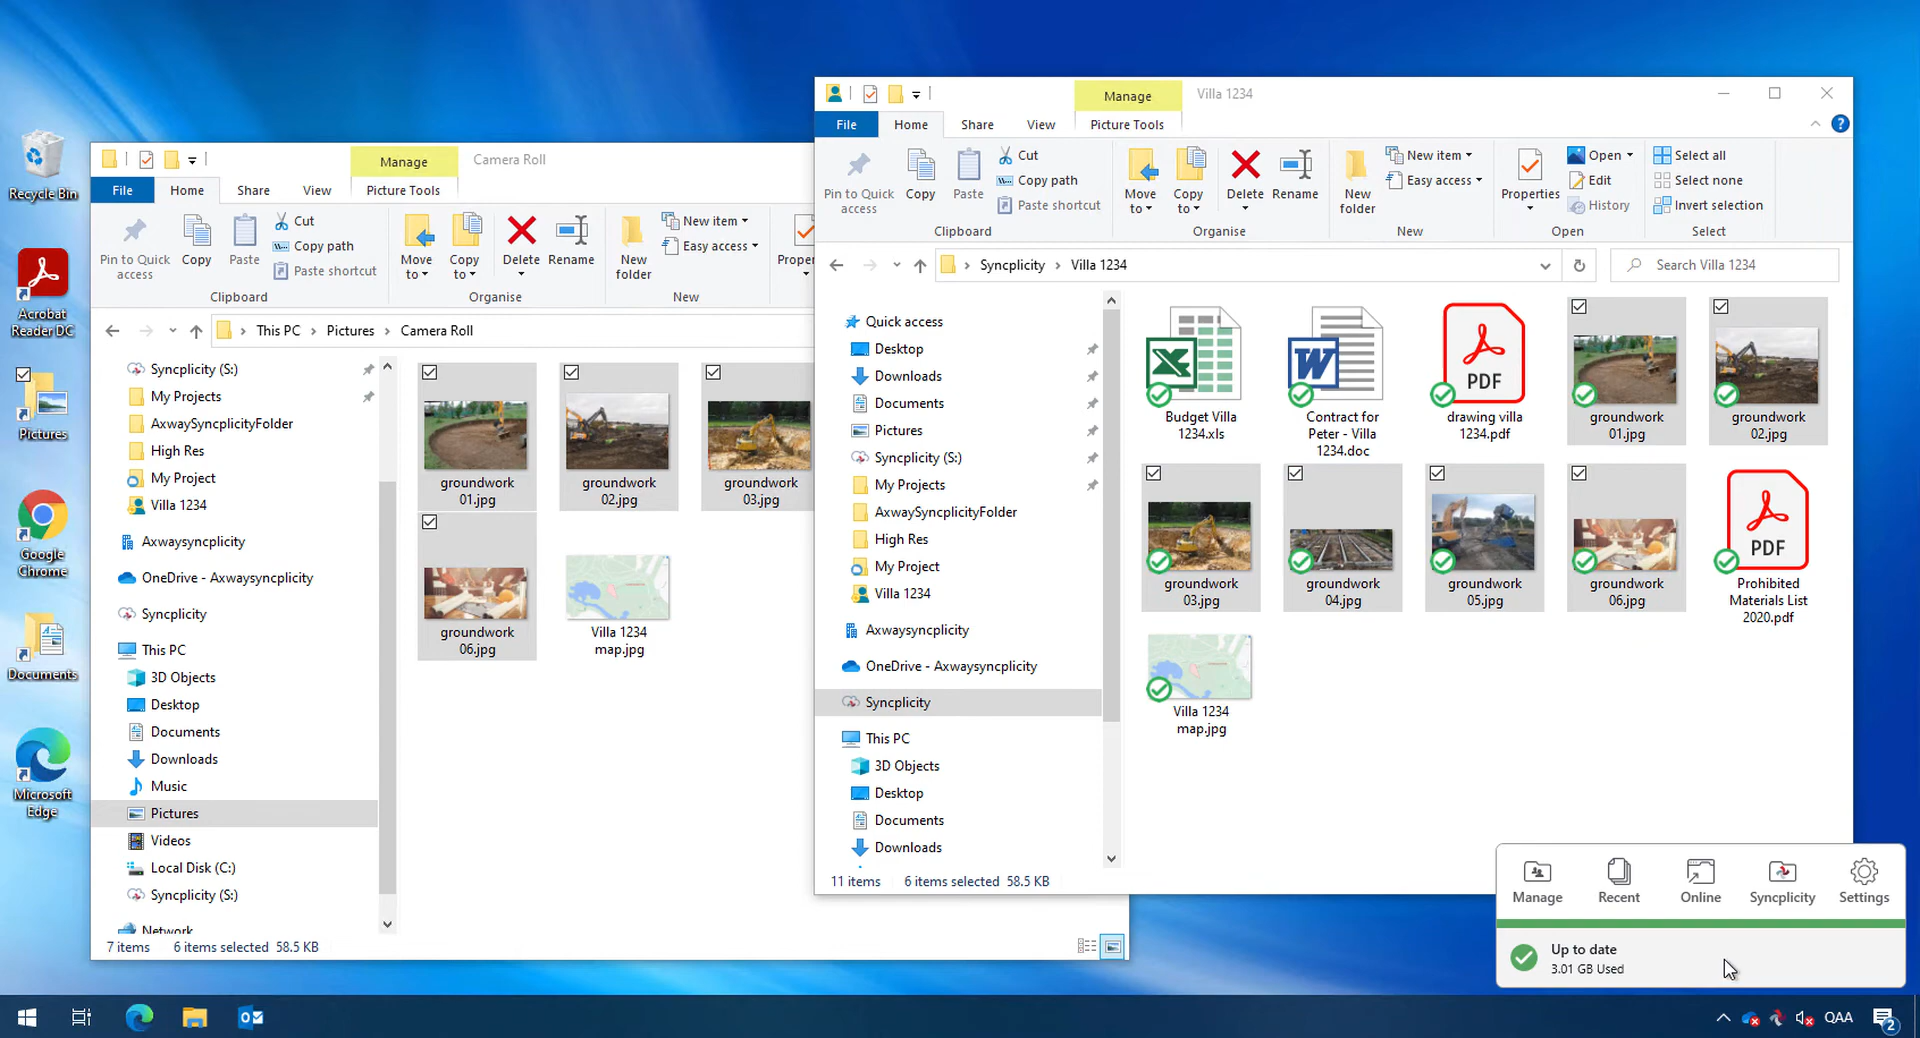 Recycle Bin
Acrobat
Reader DC
Pictures
Google
Chrome
Documents
Microsoft
Edge
Manage
Camera Roll
File
Home
Share
View
Picture Tools
Pin to Quick
access
Copy
Paste
Cut
Copy path
Paste shortcut
Clipboard
Move
to
Copy
to
Delete
Rename
Organise
New
folder
New item
Easy access
New
Proper
This PC
Pictures
Camera Roll
Syncplicity (S:)
My Projects
AxwaySyncplicityFolder
High Res
My Project
Villa 1234
Axwaysyncplicity
OneDrive - Axwaysyncplicity
Syncplicity
This PC
3D Objects
Desktop
Documents
Downloads
Music
Pictures
Videos
Local Disk (C:)
Syncplicity (S:)
Network
groundwork
01.jpg
groundwork
02.jpg
groundwork
03.jpg
groundwork
06.jpg
Villa 1234
map.jpg
7 items
6 items selected 58.5 KB
Manage
Villa 1234
File
Home
Share
View
Picture Tools
Pin to Quick
access
Copy
Paste
Cut
Copy path
Paste shortcut
Clipboard
Move
to
Copy
to
Delete
Rename
Organise
New
folder
New item
Easy access
New
Properties
Open
Edit
History
Open
Select all
Select none
Invert selection
Select
Syncplicity
Villa 1234
Search Villa 1234
Quick access
Desktop
Downloads
Documents
Pictures
Syncplicity (S:)
My Projects
AxwaySyncplicityFolder
High Res
My Project
Villa 1234
Axwaysyncplicity
OneDrive - Axwaysyncplicity
Syncplicity
This PC
3D Objects
Desktop
Documents
Downloads
X
Budget Villa
1234.xls
W
Contract for
Peter - Villa
1234.doc
PDF
drawing villa
1234.pdf
groundwork
01.jpg
groundwork
02.jpg
groundwork
03.jpg
groundwork
04.jpg
groundwork
05.jpg
groundwork
06.jpg
PDF
Prohibited
Materials List
2020.pdf
Villa 1234
map.jpg
11 items
6 items selected 58.5 KB
Manage
Recent
Online
Syncplicity
Settings
Up to date
3.01 GB Used
QAA
2